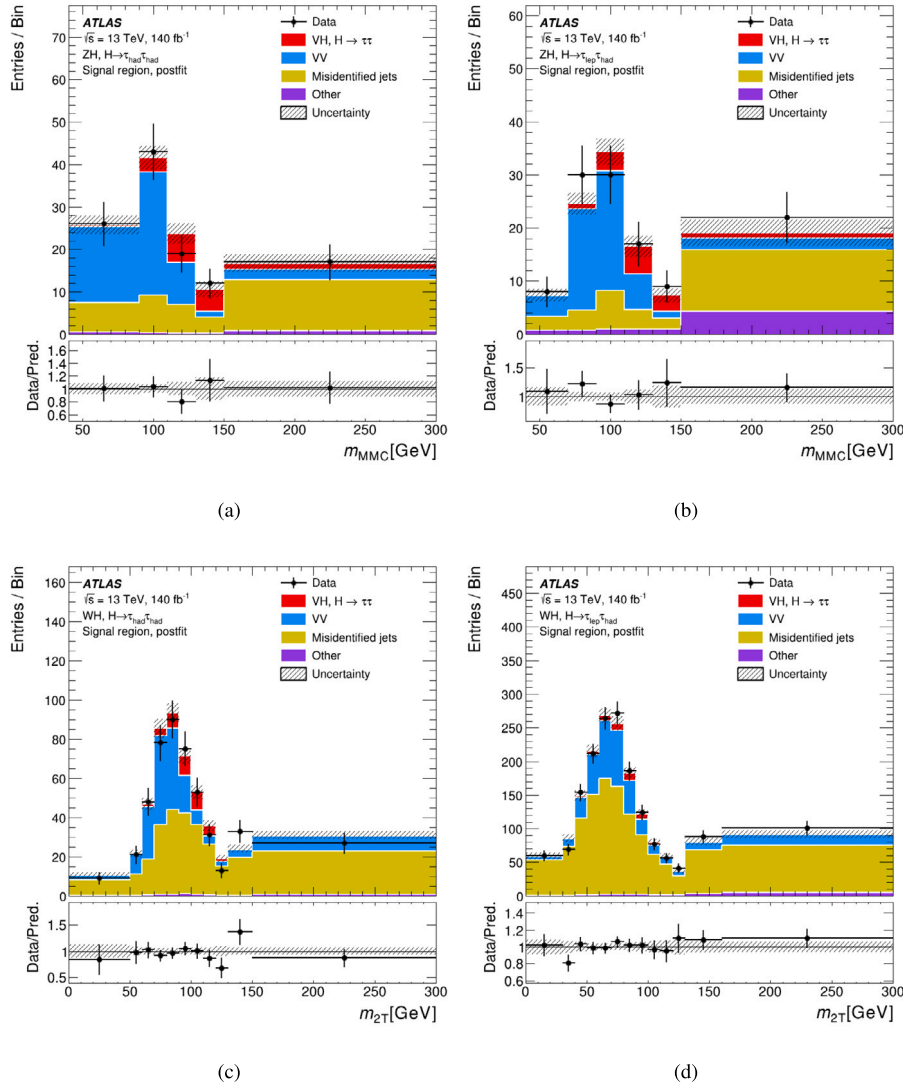 Entries / Bin
ATLAS
√s = 13 TeV, 140 fb⁻¹
ZH, H→τhadτhad
Signal region, postfit
Data
VH, H → ττ
VV
Misidentified jets
Other
Uncertainty
70
60
50
40
30
20
10
0
Data/Pred.
1.6
1.4
1.2
1
0.8
0.6
50 100 150 200 250 300
mMMC[GeV]
(a)
Entries / Bin
ATLAS
√s = 13 TeV, 140 fb⁻¹
ZH, H→τlepτhad
Signal region, postfit
Data
VH, H → ττ
VV
Misidentified jets
Other
Uncertainty
60
50
40
30
20
10
0
Data/Pred.
1.5
1
50 100 150 200 250 300
mMMC[GeV]
(b)
Entries / Bin
ATLAS
√s = 13 TeV, 140 fb⁻¹
WH, H→τhadτhad
Signal region, postfit
Data
VH, H → ττ
VV
Misidentified jets
Other
Uncertainty
160
140
120
100
80
60
40
20
0
Data/Pred.
1.5
1
0.5
0 50 100 150 200 250 300
m2T[GeV]
(c)
Entries / Bin
ATLAS
√s = 13 TeV, 140 fb⁻¹
WH, H→τlepτhad
Signal region, postfit
Data
VH, H → ττ
VV
Misidentified jets
Other
Uncertainty
450
400
350
300
250
200
150
100
50
0
Data/Pred.
1.4
1.2
1
0.8
0.6
0 50 100 150 200 250 300
m2T[GeV]
(d)